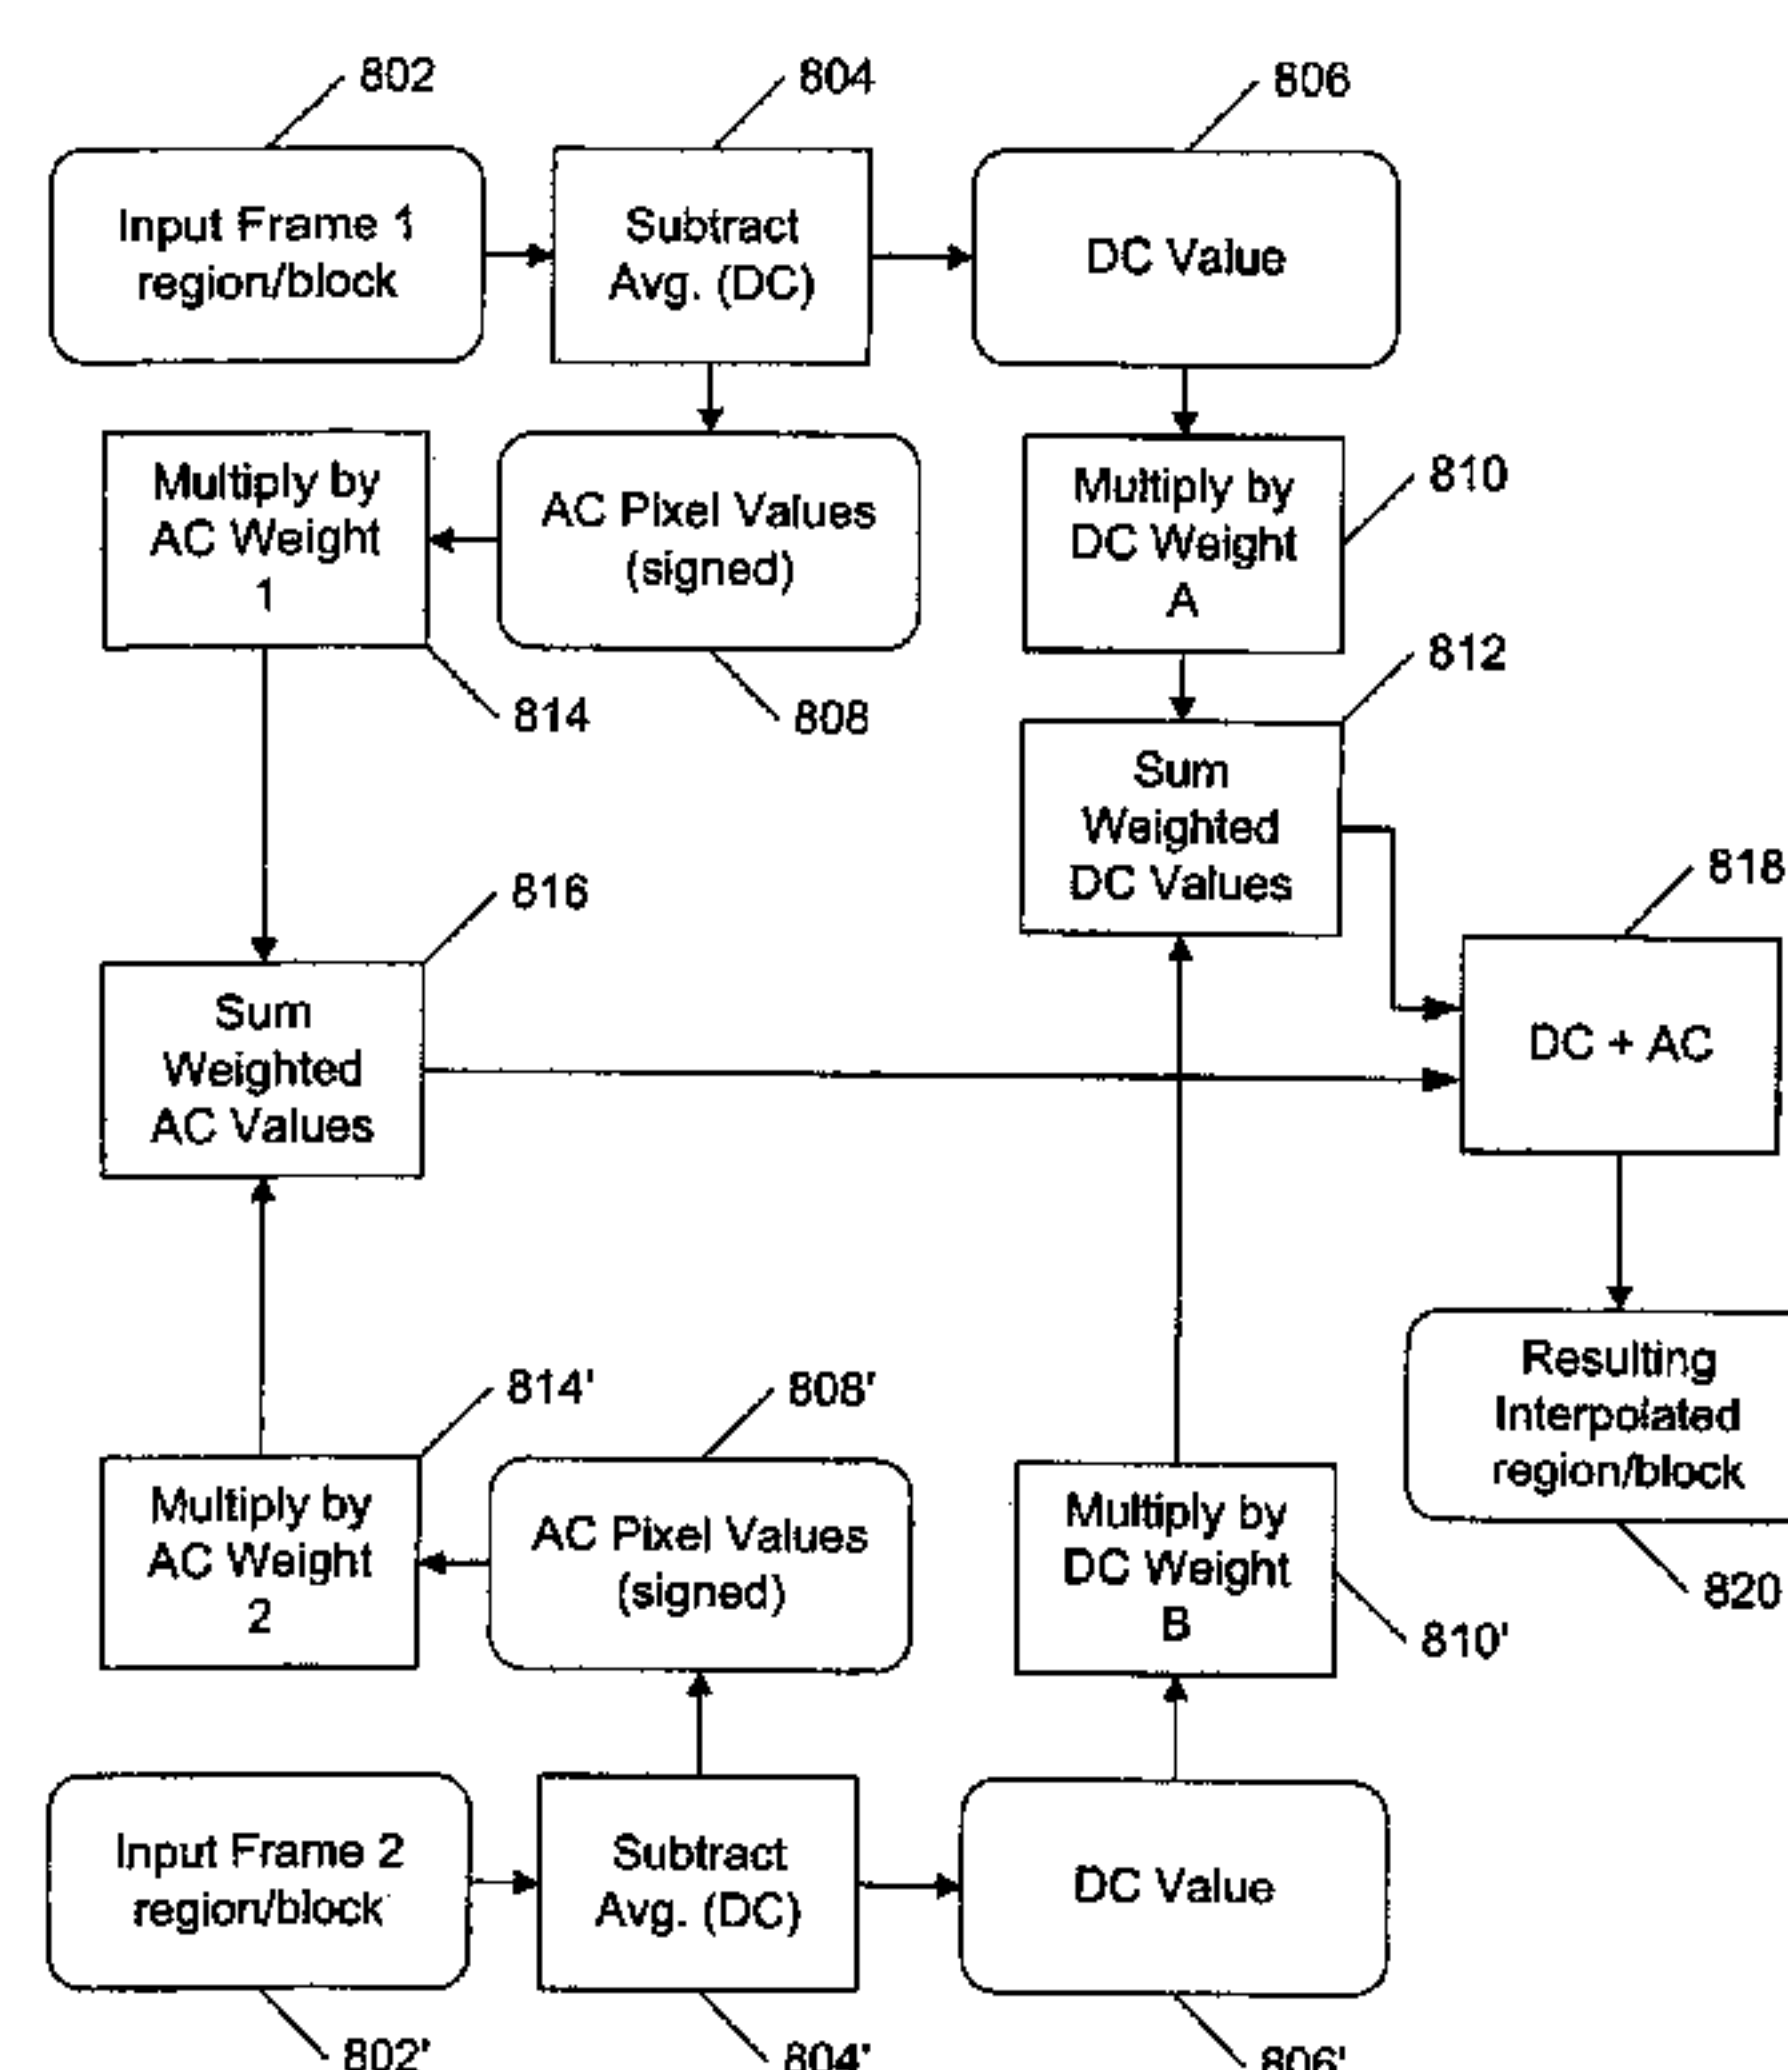 802
804
806
Input Frame 1
region/block
Subtract
Avg. (DC)
DC Value
Multiply by
AC Weight
1
AC Pixel Values
(signed)
Multiply by
DC Weight
A
810
814
808
812
Sum
Weighted
DC Values
816
818
Sum
Weighted
AC Values
DC + AC
814'
808'
Resulting
Interpolated
region/block
Multiply by
AC Weight
2
AC Pixel Values
(signed)
Multiply by
DC Weight
B
820
810'
Input Frame 2
region/block
Subtract
Avg. (DC)
DC Value
802'
804'
806'